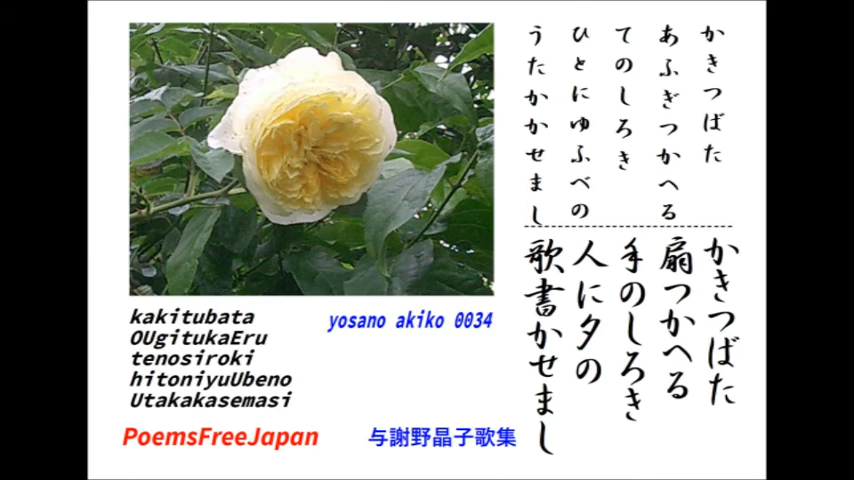 かきつばた
あふぎつかへる
てのしろき
ひとにゆふべの
うたかかせまし
かきつばた
扇つかへる
手のしろき
人に夕の
歌書かせまし
kakitubata
OUgitukaEru
tenosiroki
hitoniyuUbeno
Utakakasemasi
yosano akiko 0034
PoemsFreeJapan
与謝野晶子歌集